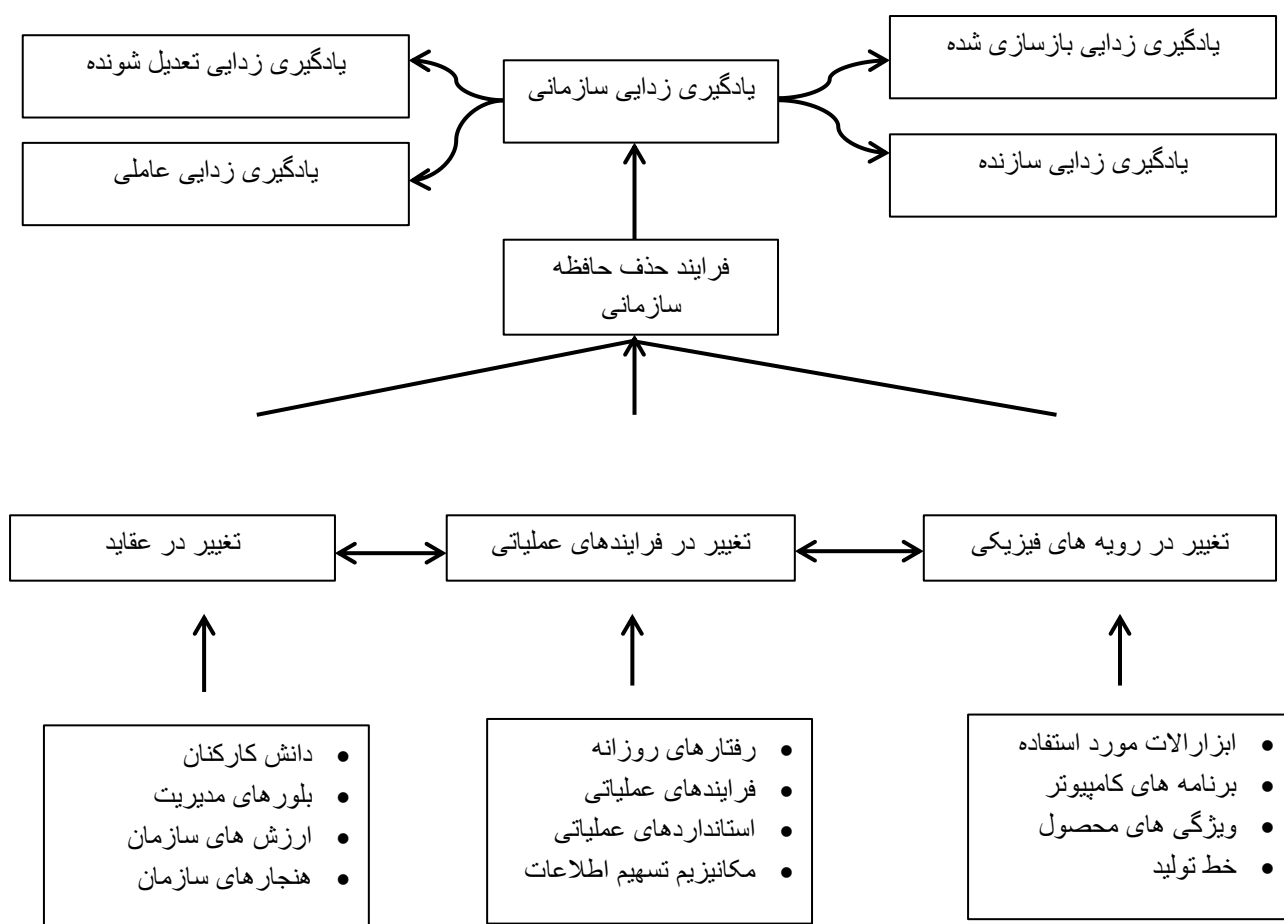 یادگیری زدایی بازسازی شده
یادگیری زدایی سازمانی
یادگیری زدایی تعدیل شونده
یادگیری زدایی سازنده
یادگیری زدایی عاملی
فرایند حذف حافظه
سازمانی
تغییر در رویه های فیزیکی
تغییر در فرایندهای عملیاتی
تغییر در عقاید
• ابزارالات مورد استفاده
• برنامه های کامپیوتر
• ویژگی های محصول
• خط تولید
• رفتارهای روزانه
• فرایندهای عملیاتی
• استانداردهای عملیاتی
• مکانیزیم تسهیم اطلاعات
• دانش کارکنان
• بلورهای مدیریت
• ارزش های سازمان
• هنجارهای سازمان